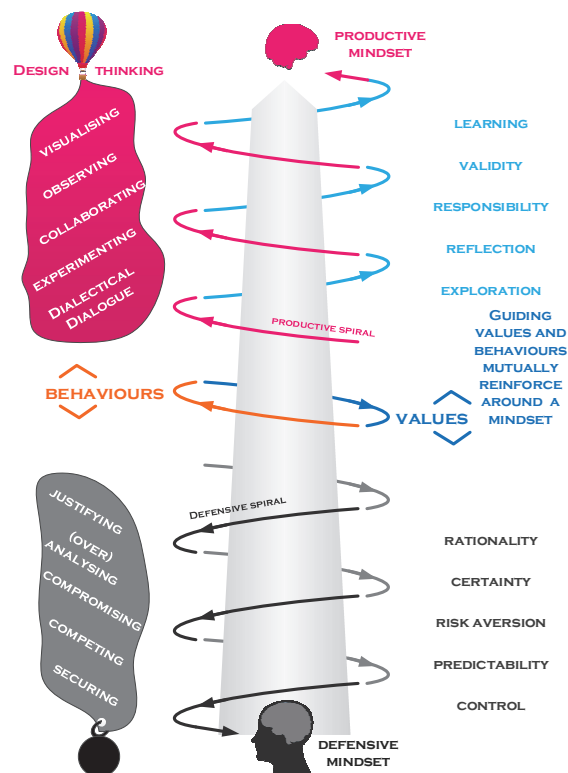 PRODUCTIVE
MINDSET
DESIGN THINKING
VISUALISING
OBSERVING
COLLABORATING
EXPERIMENTING
DIALECTICAL
DIALOGUE
LEARNING
VALIDITY
RESPONSIBILITY
REFLECTION
EXPLORATION
PRODUCTIVE SPIRAL
GUIDING
VALUES AND
BEHAVIOURS
MUTUALLY
REINFORCE
AROUND A
MINDSET
BEHAVIOURS
VALUES
DEFENSIVE SPIRAL
JUSTIFYING
(OVER)
ANALYSING
COMPROMISING
COMPETING
SECURING
RATIONALITY
CERTAINTY
RISK AVERSION
PREDICTABILITY
CONTROL
DEFENSIVE
MINDSET